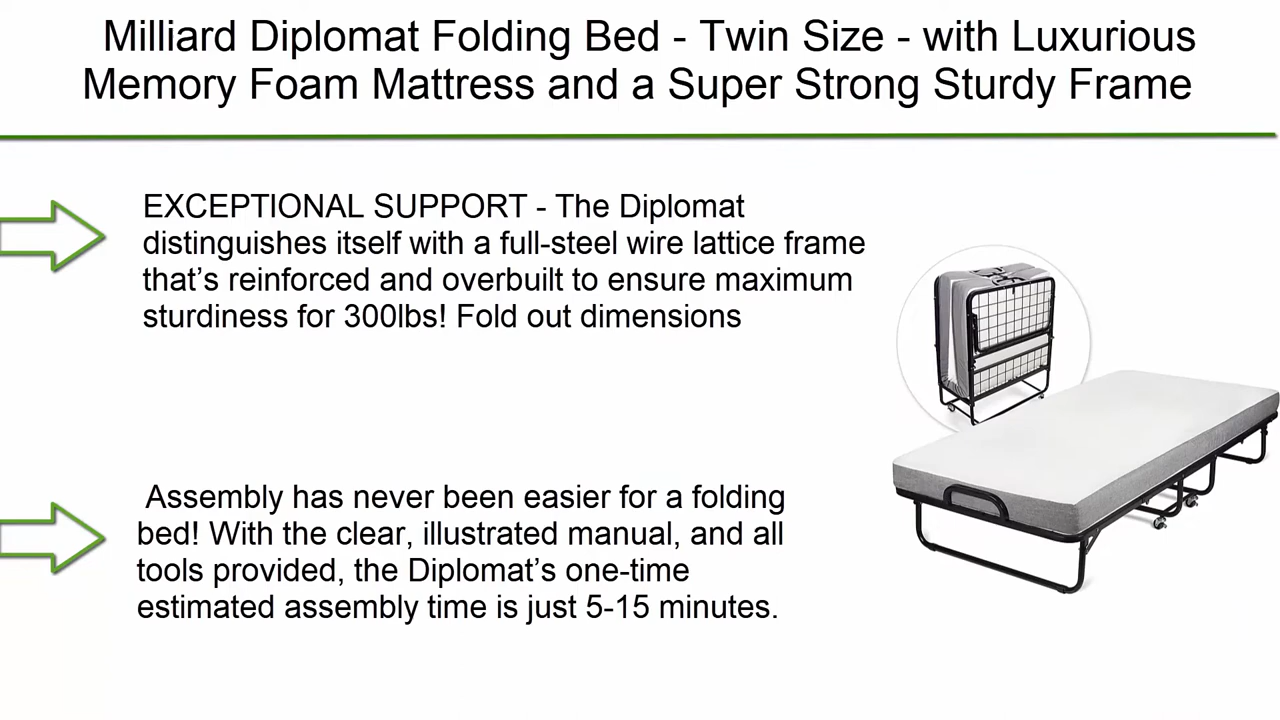 Milliard Diplomat Folding Bed - Twin Size - with Luxurious
Memory Foam Mattress and a Super Strong Sturdy Frame
EXCEPTIONAL SUPPORT - The Diplomat
distinguishes itself with a full-steel wire lattice frame
that’s reinforced and overbuilt to ensure maximum
sturdiness for 300lbs! Fold out dimensions
Assembly has never been easier for a folding
bed! With the clear, illustrated manual, and all
tools provided, the Diplomat’s one-time
estimated assembly time is just 5-15 minutes.